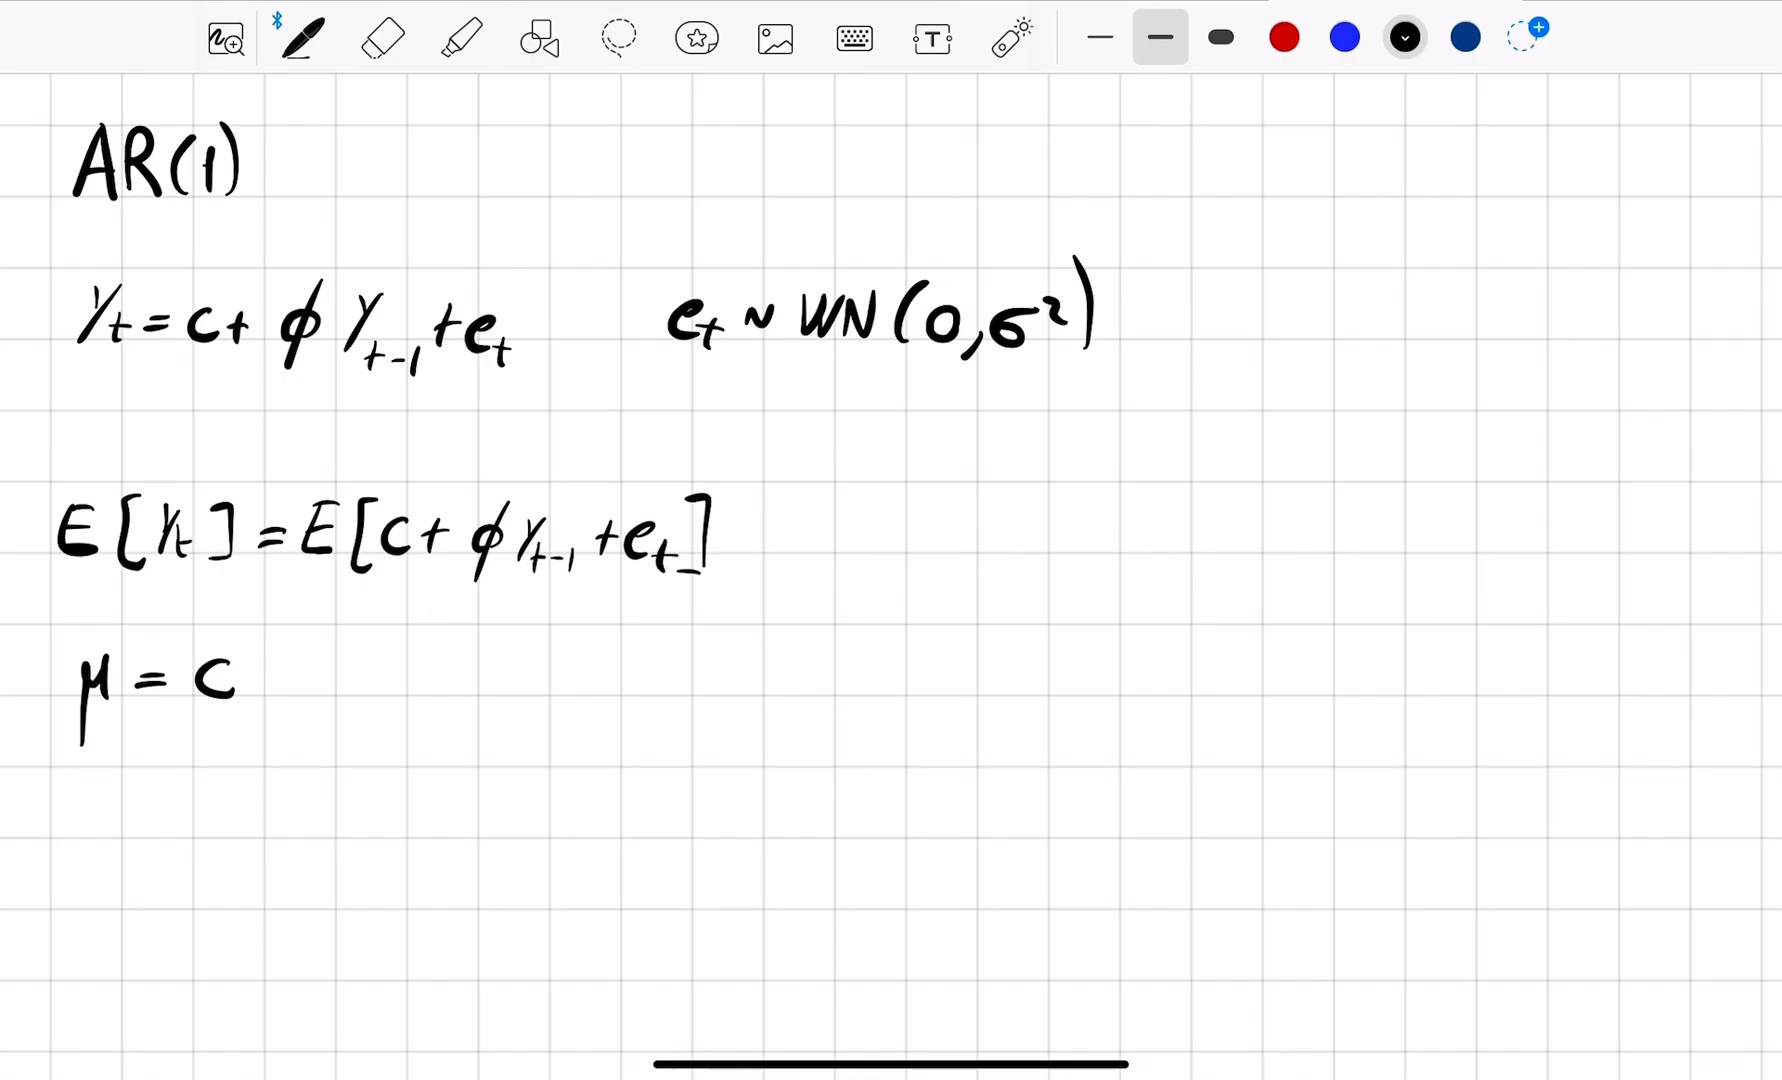 AR(1)
Yt = c + ϕ Yt-1 + et    et ~ WN(0,σ²)
E[Yt] = E[c + ϕ Yt-1 + et]
μ = c